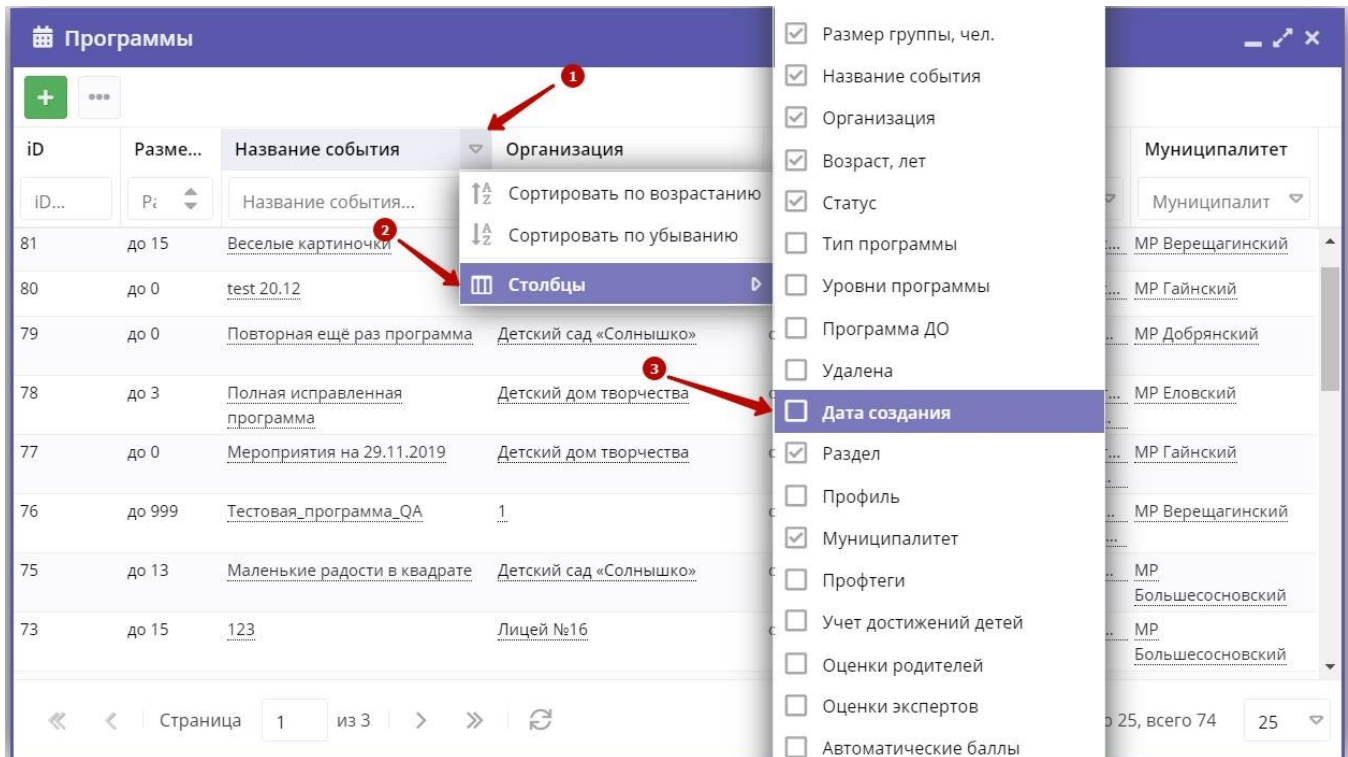 Программы
1
iD
Разме...
Название события
Организация
Муниципалитет
iD...
Название события...
Муниципалит
Сортировать по возрастанию
Сортировать по убыванию
2
Столбцы
3
Размер группы, чел.
Название события
Организация
Возраст, лет
Статус
Тип программы
Уровни программы
Программа ДО
Удалена
Дата создания
Раздел
Профиль
Муниципалитет
Профтеги
Учет достижений детей
Оценки родителей
Оценки экспертов
Автоматические баллы
81 до 15 Веселые картиночки МР Верещагинский
80 до 0 test 20.12 МР Гайнский
79 до 0 Повторная ещё раз программа Детский сад «Солнышко» МР Добрянский
78 до 3 Полная исправленная Детский дом творчества МР Еловский
программа
77 до 0 Мероприятия на 29.11.2019 Детский дом творчества МР Гайнский
76 до 999 Тестовая_программа_QA 1 МР Верещагинский
75 до 13 Маленькие радости в квадрате Детский сад «Солнышко» МР
Большесосновский
73 до 15 123 Лицей №16 МР
Большесосновский
Страница 1 из 3
25, всего 74 25